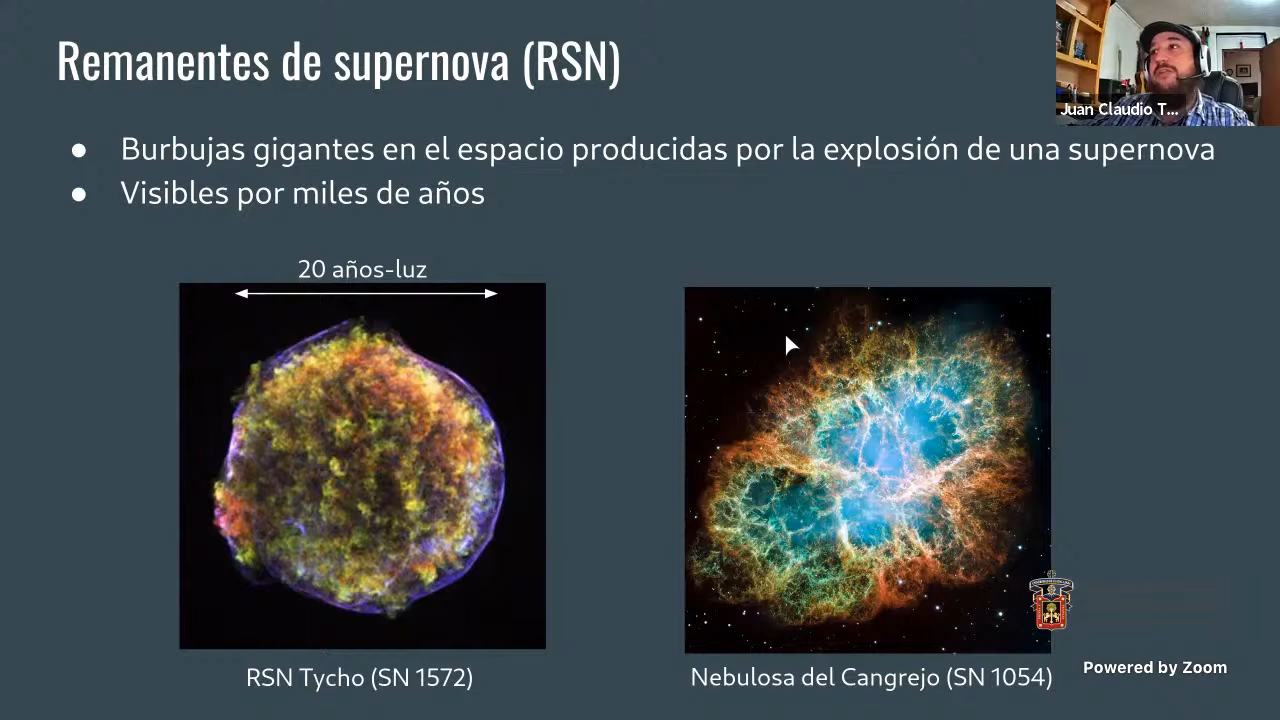 Remanentes de supernova (RSN)
Juan Claudio T...
● Burbujas gigantes en el espacio producidas por la explosión de una supernova
● Visibles por miles de años
20 años-luz
RSN Tycho (SN 1572)
Nebulosa del Cangrejo (SN 1054)
Powered by Zoom